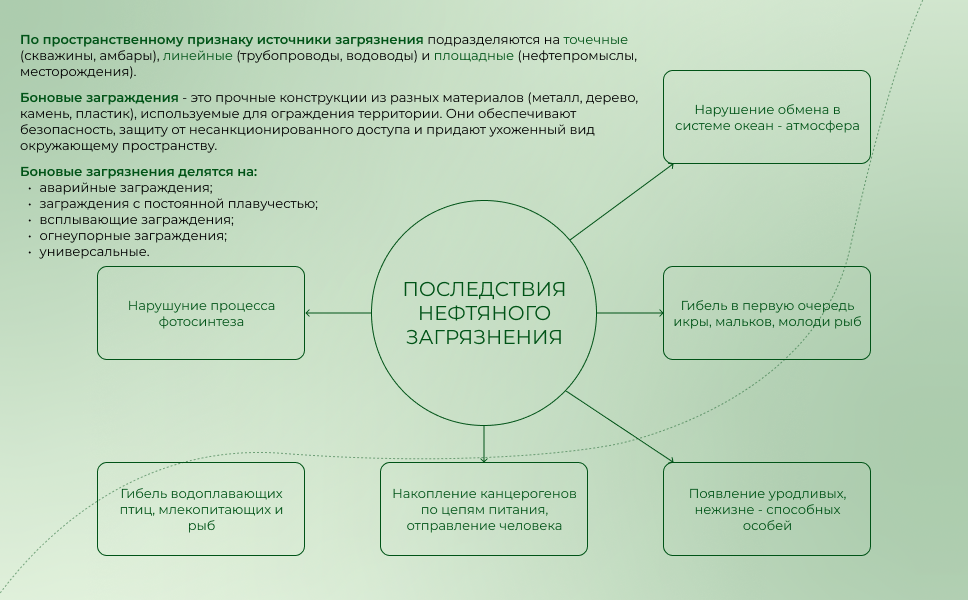 По пространственному признаку источники загрязнения подразделяются на точечные
(скважины, амбары), линейные (трубопроводы, водоводы) и площадные (нефтепромыслы,
месторождения).
Боновые заграждения - это прочные конструкции из разных материалов (металл, дерево,
камень, пластик), используемые для ограждения территории. Они обеспечивают
безопасность, защиту от несанкционированного доступа и придают ухоженный вид
окружающему пространству.
Боновые загрязнения делятся на:
• аварийные заграждения;
• заграждения с постоянной плавучестью;
• всплывающие заграждения;
• огнеупорные заграждения;
• универсальные.
Нарушение обмена в
системе океан - атмосфера
ПОСЛЕДСТВИЯ
НЕФТЯНОГО
ЗАГРЯЗНЕНИЯ
Нарушуние процесса
фотосинтеза
Гибель в первую очередь
икры, мальков, молоди рыб
Гибель водоплавающих
птиц, млекопитающих и
рыб
Накопление канцерогенов
по цепям питания,
отправление человека
Появление уродливых,
нежизне - способных
особей